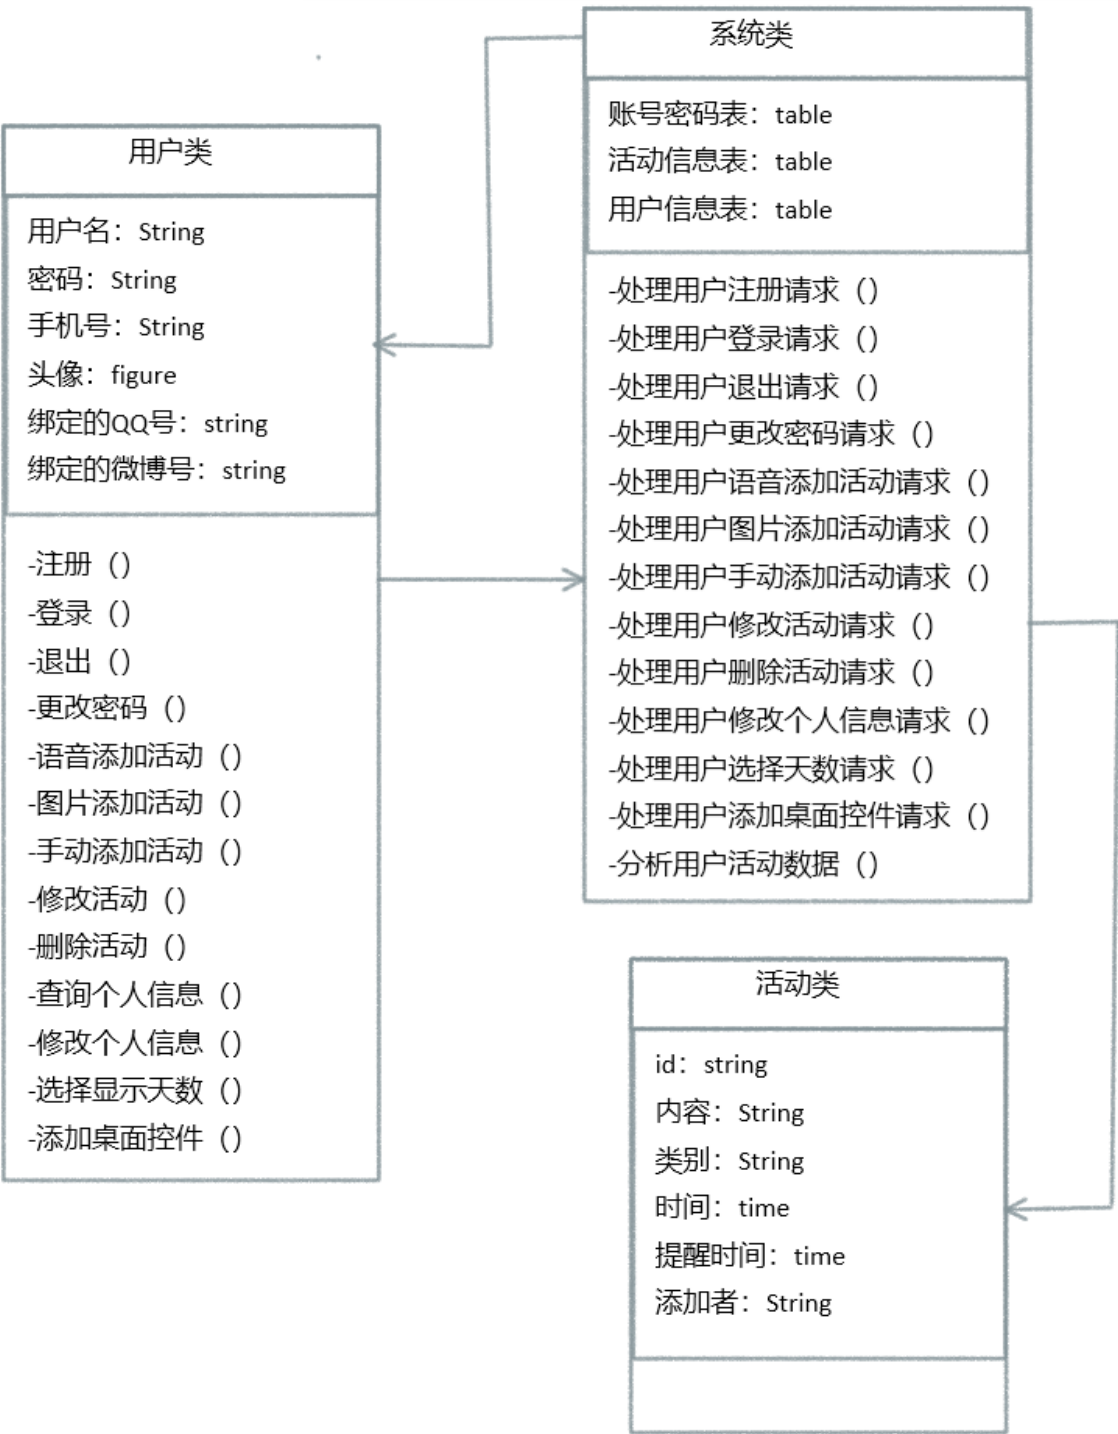 用户类
用户名：String
密码：String
手机号：String
头像：figure
绑定的QQ号：string
绑定的微博号：string
-注册（）
-登录（）
-退出（）
-更改密码（）
-语音添加活动（）
-图片添加活动（）
-手动添加活动（）
-修改活动（）
-删除活动（）
-查询个人信息（）
-修改个人信息（）
-选择显示天数（）
-添加桌面控件（）
系统类
账号密码表：table
活动信息表：table
用户信息表：table
-处理用户注册请求（）
-处理用户登录请求（）
-处理用户退出请求（）
-处理用户更改密码请求（）
-处理用户语音添加活动请求（）
-处理用户图片添加活动请求（）
-处理用户手动添加活动请求（）
-处理用户修改活动请求（）
-处理用户删除活动请求（）
-处理用户修改个人信息请求（）
-处理用户选择天数请求（）
-处理用户添加桌面控件请求（）
-分析用户活动数据（）
活动类
id：string
内容：String
类别：String
时间：time
提醒时间：time
添加者：String